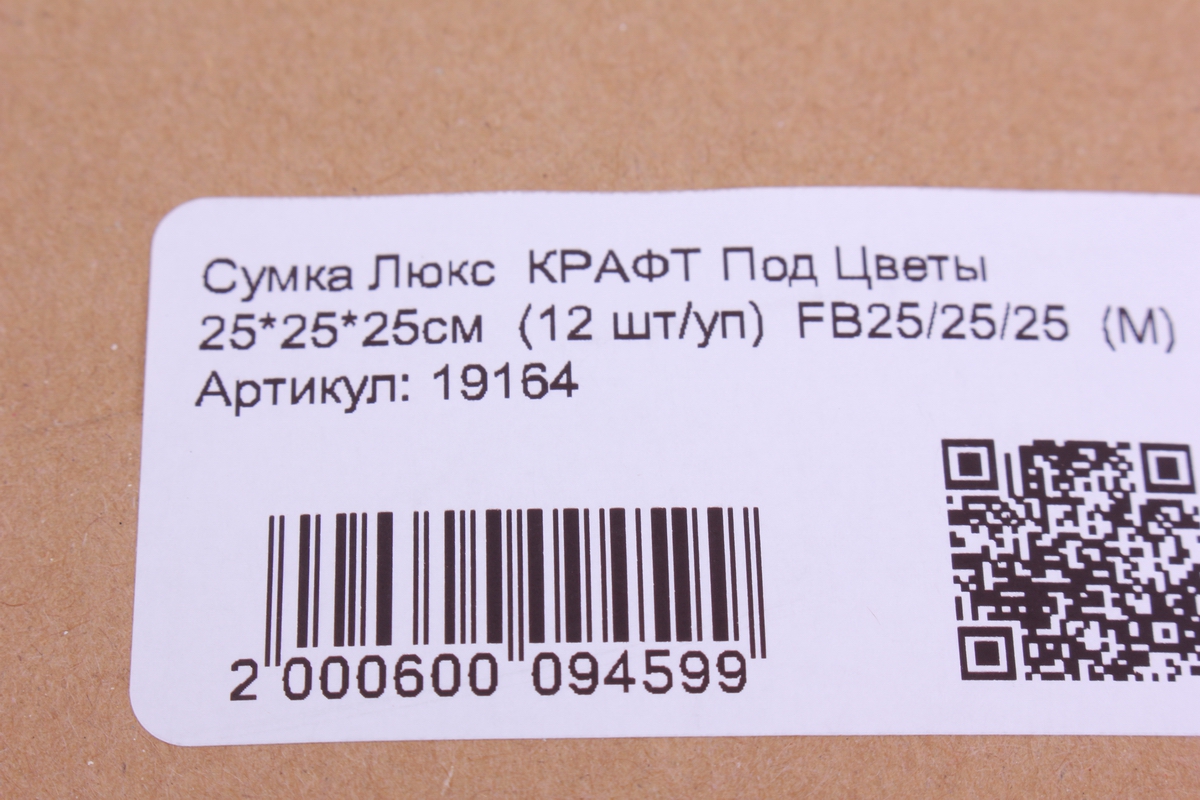 Сумка Люкс КРАФТ Под Цветы
25*25*25см (12 шт/уп) FB25/25/25 (М)
Артикул: 19164
2 000600 094599